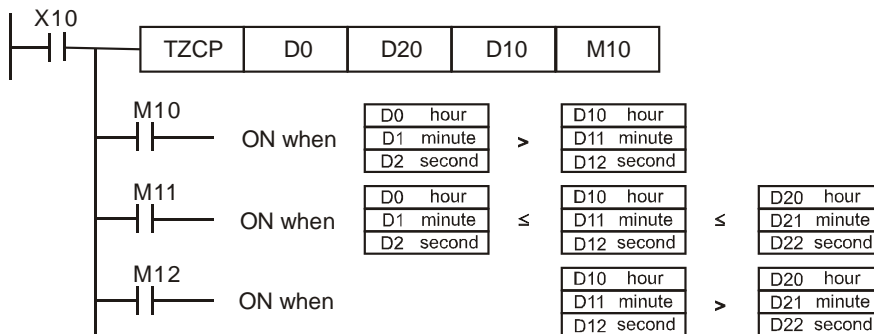 X10
TZCP D0 D20 D10 M10
M10
ON when
D0 hour
D1 minute
D2 second
>
D10 hour
D11 minute
D12 second
M11
ON when
D0 hour
D1 minute
D2 second
≤
D10 hour
D11 minute
D12 second
≤
D20 hour
D21 minute
D22 second
M12
ON when
D10 hour
D11 minute
D12 second
>
D20 hour
D21 minute
D22 second